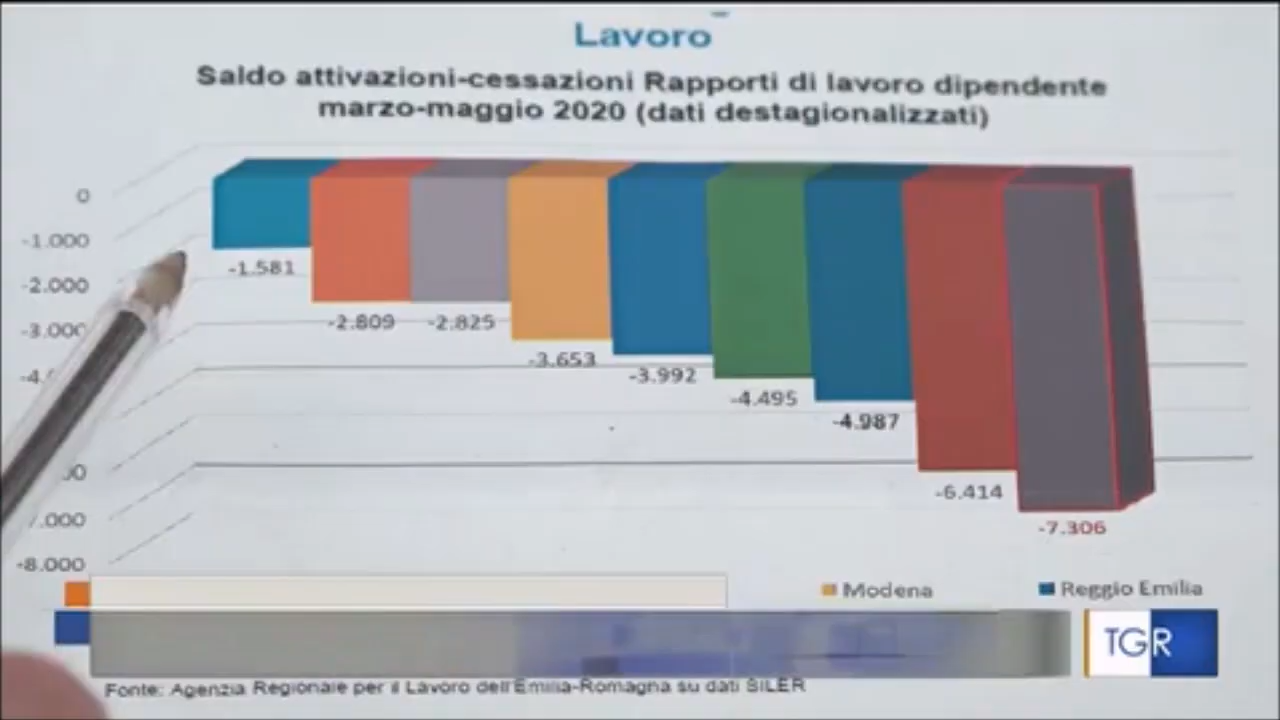 Lavoro
Saldo attivazioni-cessazioni Rapporti di lavoro dipendente
marzo-maggio 2020 (dati destagionalizzati)
0
-1.000
-2.000
-3.000
-4.
00
7.000
-8.000
-1.581
-2.809
-2.825
-3.653
-3.992
-4.495
-4.987
-6.414
-7.306
Modena
Reggio Emilia
TGR
Fonte: Agenzia Regionale per il Lavoro dell'Emilia-Romagna su dati SILER